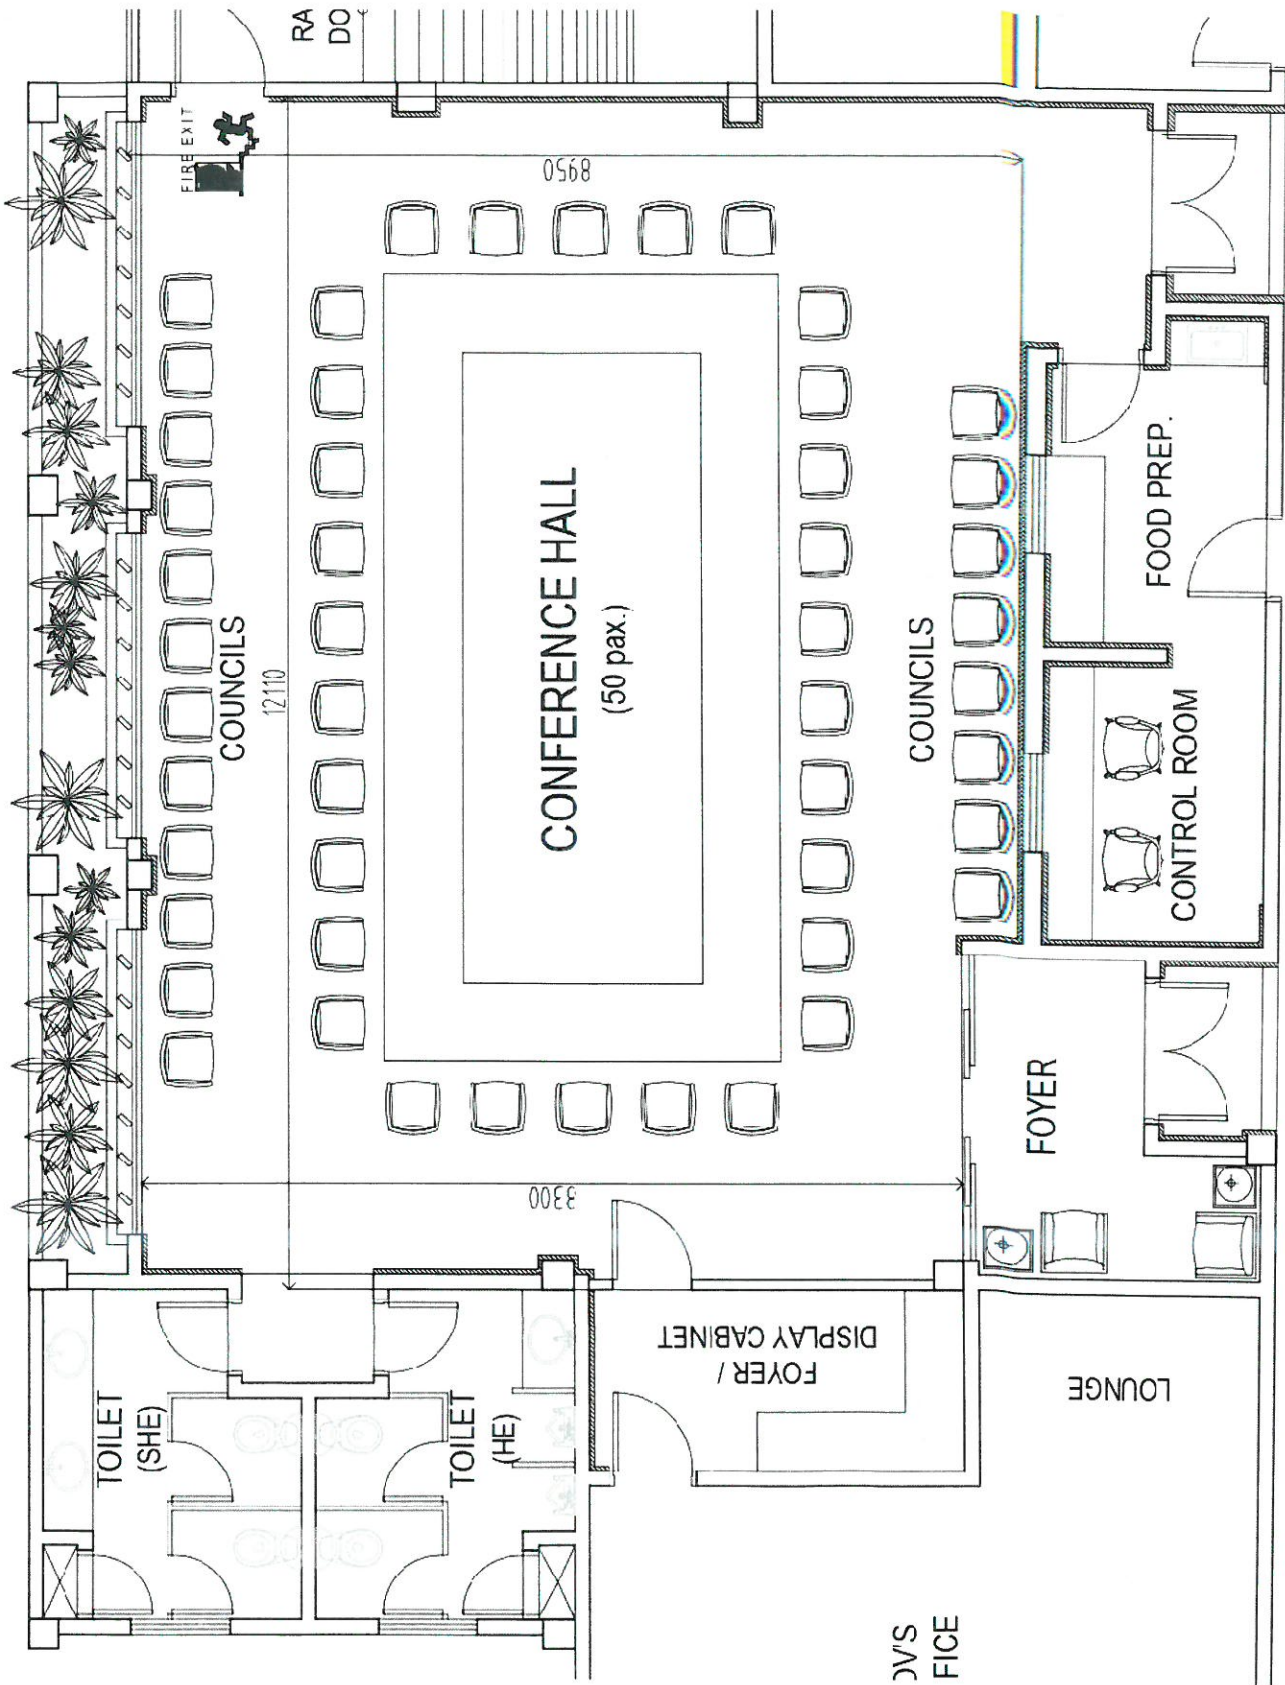 FIRE EXIT
RA
DO
TOILET
(SHE)
COUNCILS
12110
TOILET
(HE)
CONFERENCE HALL
(50 pax.)
8950
3300
FOYER /
DISPLAY CABINET
COUNCILS
OV'S
FICE
LOUNGE
FOYER
CONTROL ROOM
FOOD PREP.